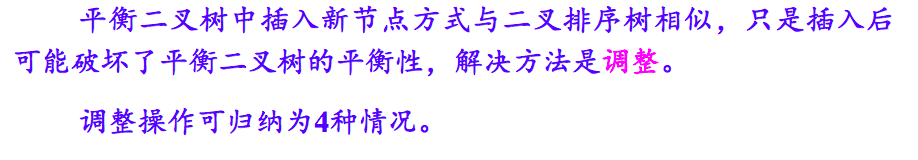 平衡二叉树中插入新节点方式与二叉排序树相似，只是插入后
可能破坏了平衡二叉树的平衡性，解决方法是调整。
调整操作可归纳为4种情况。